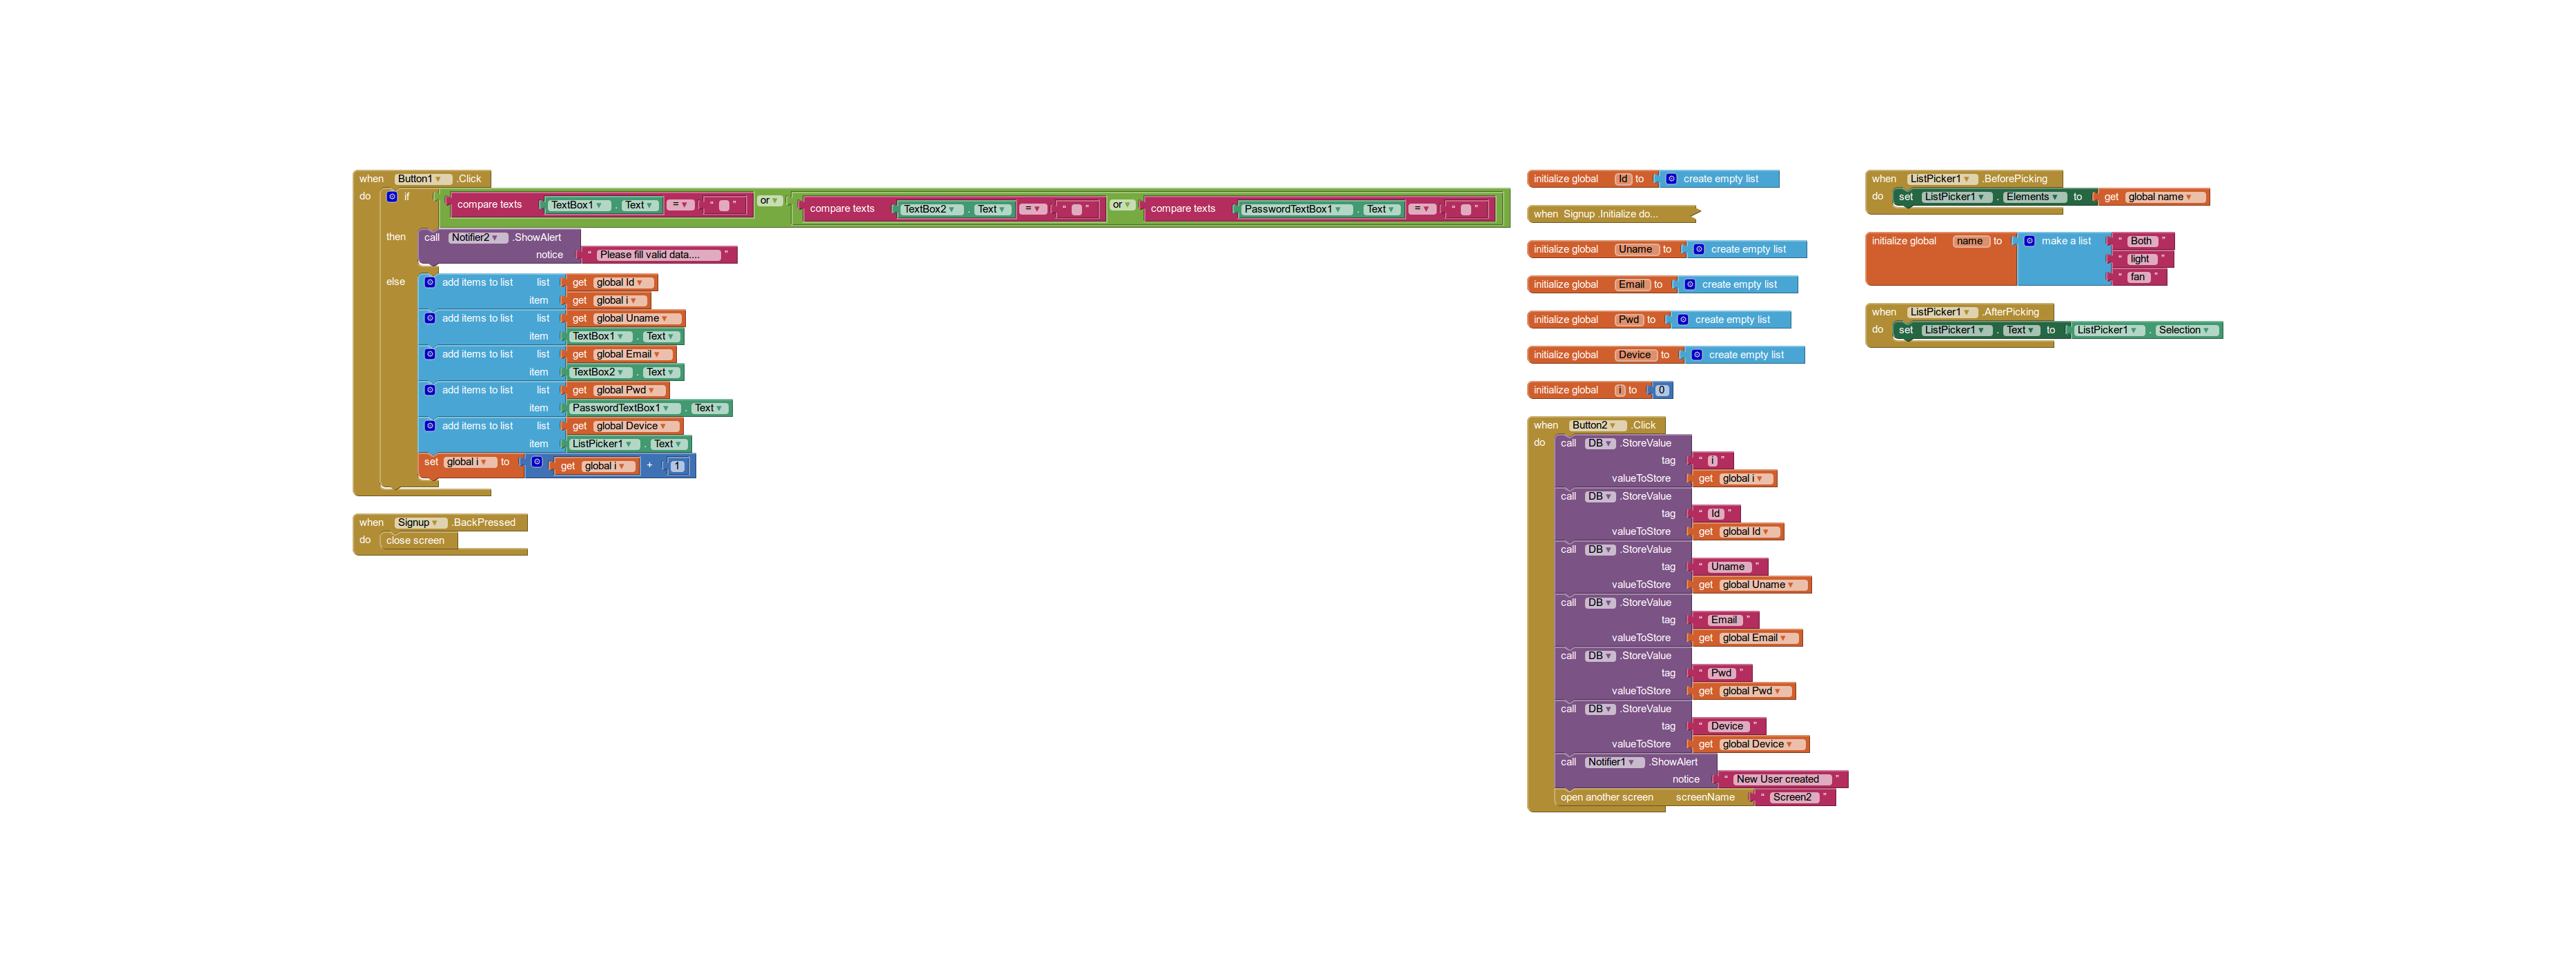 when Button1 .Click
do if compare texts TextBox1 . Text = " " or compare texts TextBox2 . Text = " " or compare texts PasswordTextBox1 . Text = " "
then call Notifier2 .ShowAlert
notice " Please fill valid data.... "
else add items to list list get global Id
item get global i
add items to list list get global Uname
item TextBox1 . Text
add items to list list get global Email
item TextBox2 . Text
add items to list list get global Pwd
item PasswordTextBox1 . Text
add items to list list get global Device
item ListPicker1 . Text
set global i to get global i + 1
when Signup .BackPressed
do close screen
initialize global Id to create empty list
when Signup .Initialize do...
initialize global Uname to create empty list
initialize global Email to create empty list
initialize global Pwd to create empty list
initialize global Device to create empty list
initialize global i to 0
when Button2 .Click
do call DB .StoreValue
tag " i "
valueToStore get global i
call DB .StoreValue
tag " Id "
valueToStore get global Id
call DB .StoreValue
tag " Uname "
valueToStore get global Uname
call DB .StoreValue
tag " Email "
valueToStore get global Email
call DB .StoreValue
tag " Pwd "
valueToStore get global Pwd
call DB .StoreValue
tag " Device "
valueToStore get global Device
call Notifier1 .ShowAlert
notice " New User created "
open another screen screenName " Screen2 "
when ListPicker1 .BeforePicking
do set ListPicker1 . Elements to get global name
initialize global name to make a list " Both "
" light "
" fan "
when ListPicker1 .AfterPicking
do set ListPicker1 . Text to ListPicker1 . Selection